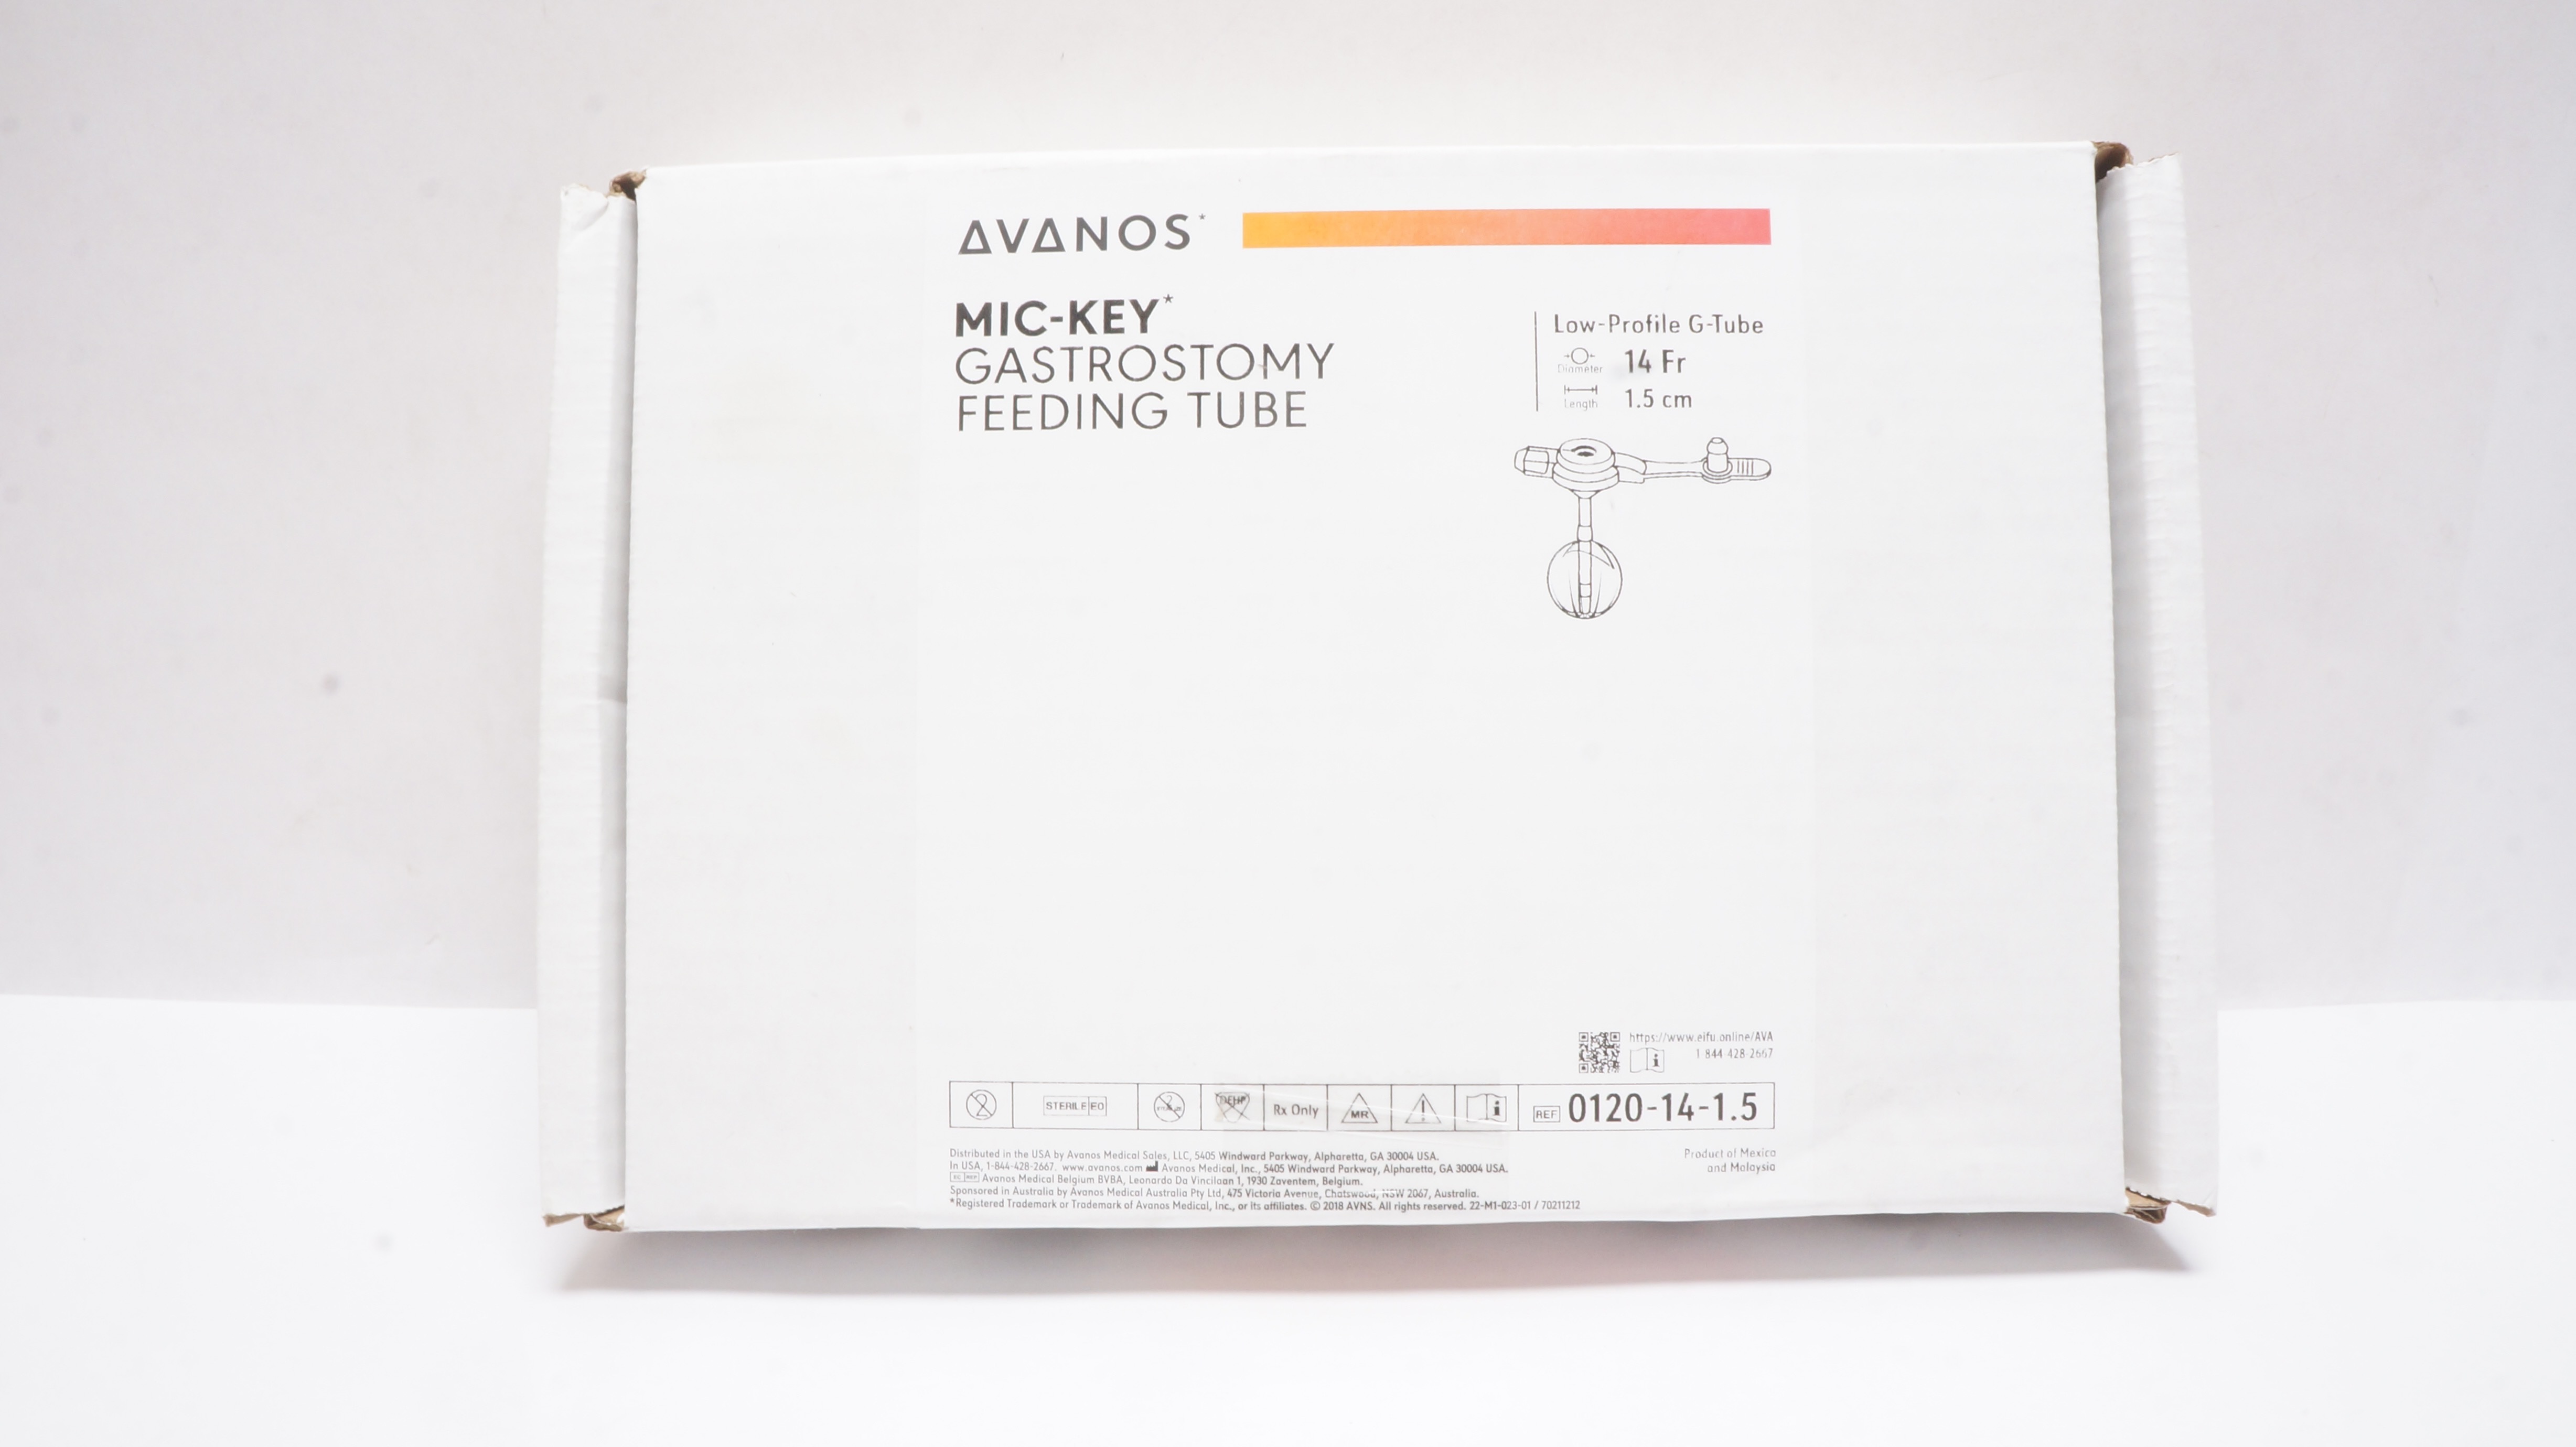 AVANOS*
MIC-KEY*
GASTROSTOMY
FEEDING TUBE
Low-Profile G-Tube
Diameter 14 Fr
Length 1.5 cm
https://www.eifu.online/AVA
i 1-844-428-2667
2 STERILE EO DEHP Rx Only MR ! i REF 0120-14-1.5
Distributed in the USA by Avanos Medical Sales, LLC, 5405 Windward Parkway, Alpharetta, GA 30004 USA.
In USA, 1-844-428-2667. www.avanos.com Avanos Medical, Inc., 5405 Windward Parkway, Alpharetta, GA 30004 USA.
EC REP Avanos Medical Belgium BVBA, Leonardo Da Vincilaan 1, 1930 Zaventem, Belgium.
Sponsored in Australia by Avanos Medical Australia Pty Ltd, 475 Victoria Avenue, Chatswood, NSW 2067, Australia.
*Registered Trademark or Trademark of Avanos Medical, Inc., or its affiliates. © 2018 AVNS. All rights reserved. 22-M1-023-01 / 70211212
Product of Mexico
and Malaysia